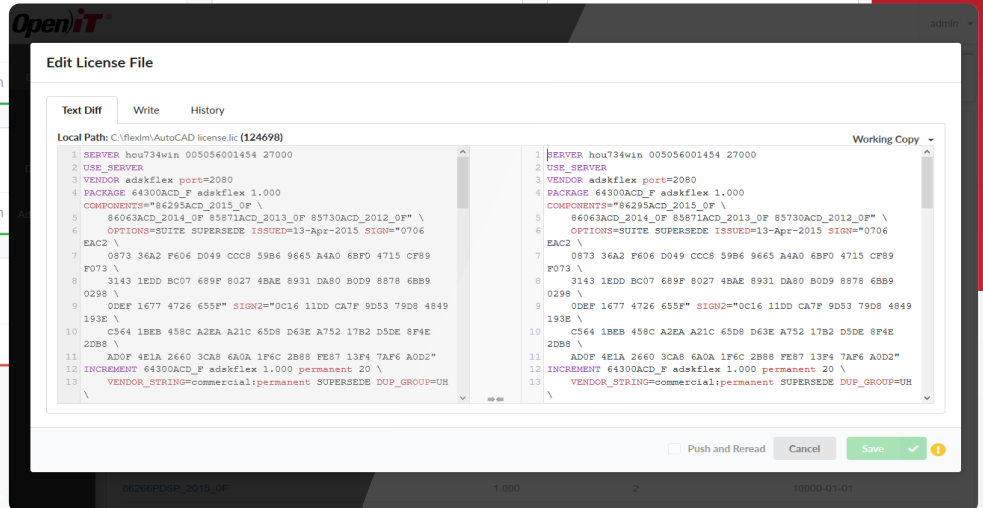 OpeniT
admin
Edit License File
Text Diff Write History
Local Path: C:\flexlm\AutoCAD license.lic (124698)
Working Copy
1 SERVER hou734win 005056001454 27000
2 USE_SERVER
3 VENDOR adskflex port=2080
4 PACKAGE 64300ACD_F adskflex 1.000
COMPONENTS="86295ACD_2015_0F \
5 86063ACD_2014_0F 85871ACD_2013_0F 85730ACD_2012_0F" \
6 OPTIONS=SUITE SUPERSEDE ISSUED=13-Apr-2015 SIGN="0706
EAC2 \
7 0873 36A2 F606 D049 CCC8 59B6 9665 A4A0 6BF0 4715 CF89
F073 \
8 3143 1EDD BC07 689F 8027 4BAE 8931 DA80 B0D9 8878 6BB9
0298 \
9 0DEF 1677 4726 655F" SIGN2="0C16 11DD CA7F 9D53 79D8 4849
193E \
10 C564 1BEB 458C A2EA A21C 65D8 D63E A752 17B2 D5DE 8F4E
2DB8 \
11 AD0F 4E1A 2660 3CA8 6A0A 1F6C 2B88 FE87 13F4 7AF6 A0D2"
12 INCREMENT 64300ACD_F adskflex 1.000 permanent 20 \
13 VENDOR_STRING=commercial:permanent SUPERSEDE DUP_GROUP=UH
\
1 SERVER hou734win 005056001454 27000
2 USE_SERVER
3 VENDOR adskflex port=2080
4 PACKAGE 64300ACD_F adskflex 1.000
COMPONENTS="86295ACD_2015_0F \
5 86063ACD_2014_0F 85871ACD_2013_0F 85730ACD_2012_0F" \
6 OPTIONS=SUITE SUPERSEDE ISSUED=13-Apr-2015 SIGN="0706
EAC2 \
7 0873 36A2 F606 D049 CCC8 59B6 9665 A4A0 6BF0 4715 CF89
F073 \
8 3143 1EDD BC07 689F 8027 4BAE 8931 DA80 B0D9 8878 6BB9
0298 \
9 0DEF 1677 4726 655F" SIGN2="0C16 11DD CA7F 9D53 79D8 4849
193E \
10 C564 1BEB 458C A2EA A21C 65D8 D63E A752 17B2 D5DE 8F4E
2DB8 \
11 AD0F 4E1A 2660 3CA8 6A0A 1F6C 2B88 FE87 13F4 7AF6 A0D2"
12 INCREMENT 64300ACD_F adskflex 1.000 permanent 20 \
13 VENDOR_STRING=commercial:permanent SUPERSEDE DUP_GROUP=UH
\
Push and Reread Cancel Save
86266PDSP_2015_0F 1.000 2 10000-01-01